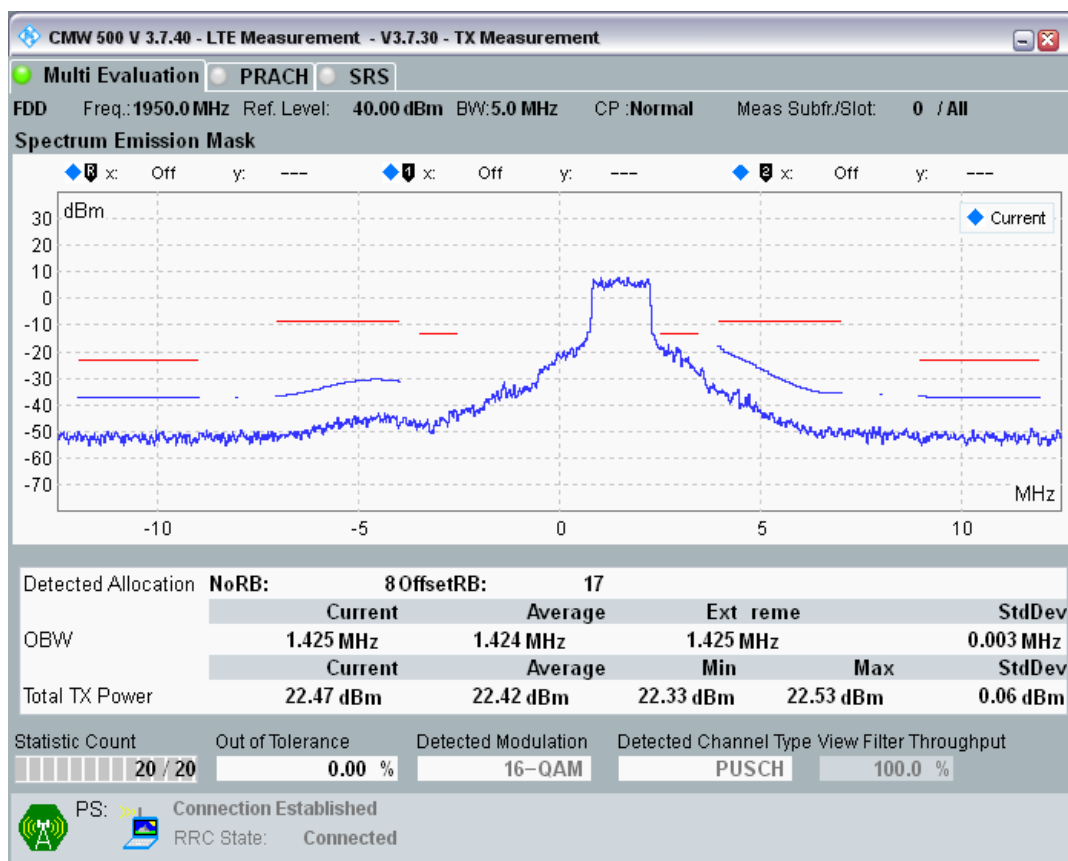 CMW 500 V 3.7.40 - LTE Measurement - V3.7.30 - TX Measurement
Multi Evaluation PRACH SRS
FDD Freq.: 1950.0 MHz Ref. Level: 40.00 dBm BW: 5.0 MHz CP : Normal Meas Subfr./Slot: 0 / All
Spectrum Emission Mask
R x: Off y: --- 1 x: Off y: --- 2 x: Off y: ---
dBm
Current
30
20
10
0
-10
-20
-30
-40
-50
-60
-70
MHz
-10 -5 0 5 10
Detected Allocation NoRB: 8 OffsetRB: 17
Current Average Ext reme StdDev
OBW 1.425 MHz 1.424 MHz 1.425 MHz 0.003 MHz
Current Average Min Max StdDev
Total TX Power 22.47 dBm 22.42 dBm 22.33 dBm 22.53 dBm 0.06 dBm
Statistic Count Out of Tolerance Detected Modulation Detected Channel Type View Filter Throughput
20 / 20 0.00 % 16-QAM PUSCH 100.0 %
PS: Connection Established
RRC State: Connected